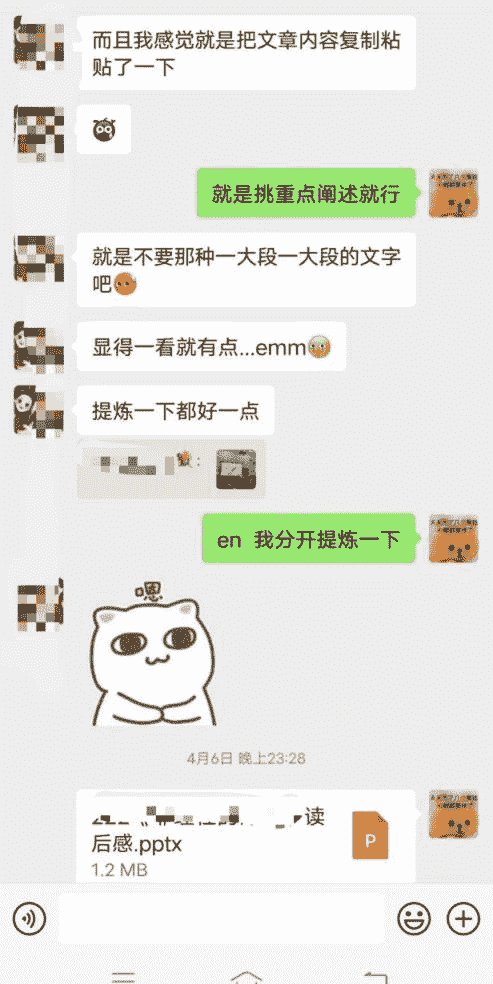 而且我感觉就是把文章内容复制粘
贴了一下
就是挑重点阐述就行
就是不要那种一大段一大段的文字
吧
显得一看就有点...emm
提炼一下都好一点
en 我分开提炼一下
嗯
4月6日 晚上23:28
读
后感.pptx
P
1.2 MB